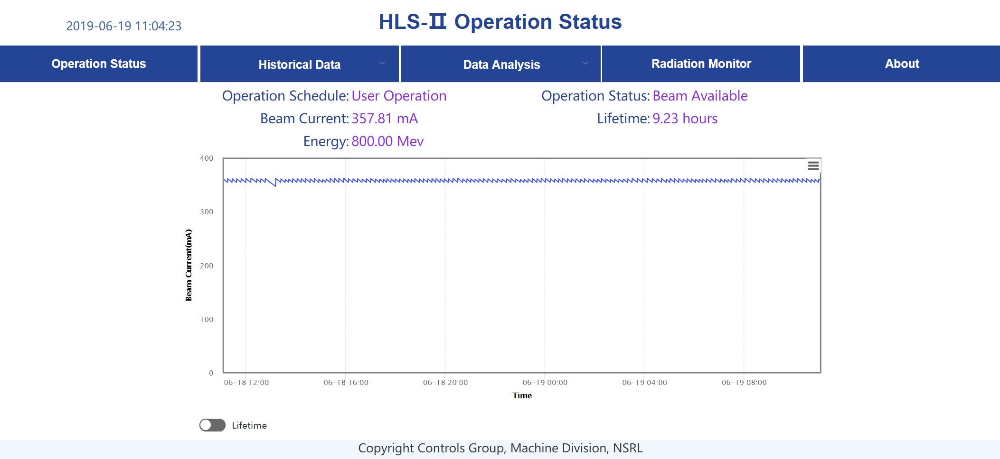 2019-06-19 11:04:23
HLS-II Operation Status
Operation Status
Historical Data
Data Analysis
Radiation Monitor
About
Operation Schedule: User Operation
Operation Status: Beam Available
Beam Current: 357.81 mA
Lifetime: 9.23 hours
Energy: 800.00 Mev
400
300
200
100
0
Beam Current(mA)
06-18 12:00
06-18 16:00
06-18 20:00
06-19 00:00
06-19 04:00
06-19 08:00
Time
Lifetime
Copyright Controls Group, Machine Division, NSRL